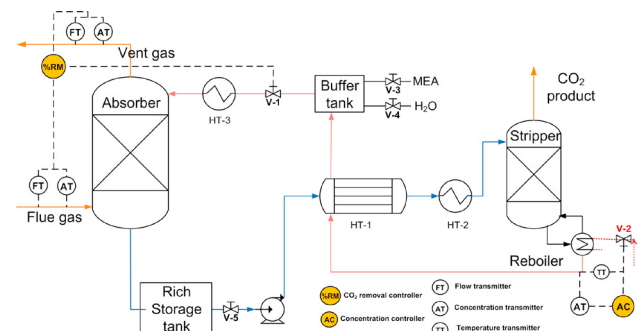 FT
AT
Vent gas
%RM
Absorber
HT-3
V-1
Buffer
tank
V-3
MEA
V-4
H₂O
CO₂
product
Stripper
FT
AT
Flue gas
HT-1
HT-2
V-2
Reboiler
TT
Rich
Storage
tank
V-5
%RM CO₂ removal controller
AC Concentration controller
FT Flow transmitter
AT Concentration transmitter
TT Temperature transmitter
AT
AC